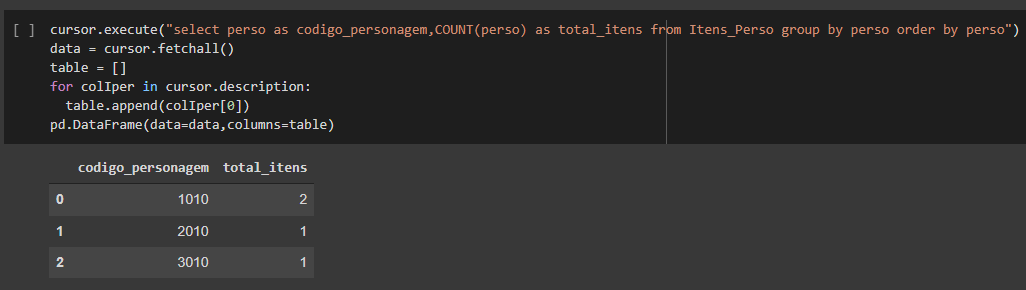 [ ] cursor.execute("select perso as codigo_personagem,COUNT(perso) as total_itens from Itens_Perso group by perso order by perso")
data = cursor.fetchall()
table = []
for colIper in cursor.description:
  table.append(colIper[0])
pd.DataFrame(data=data,columns=table)
codigo_personagem total_itens
0 1010 2
1 2010 1
2 3010 1